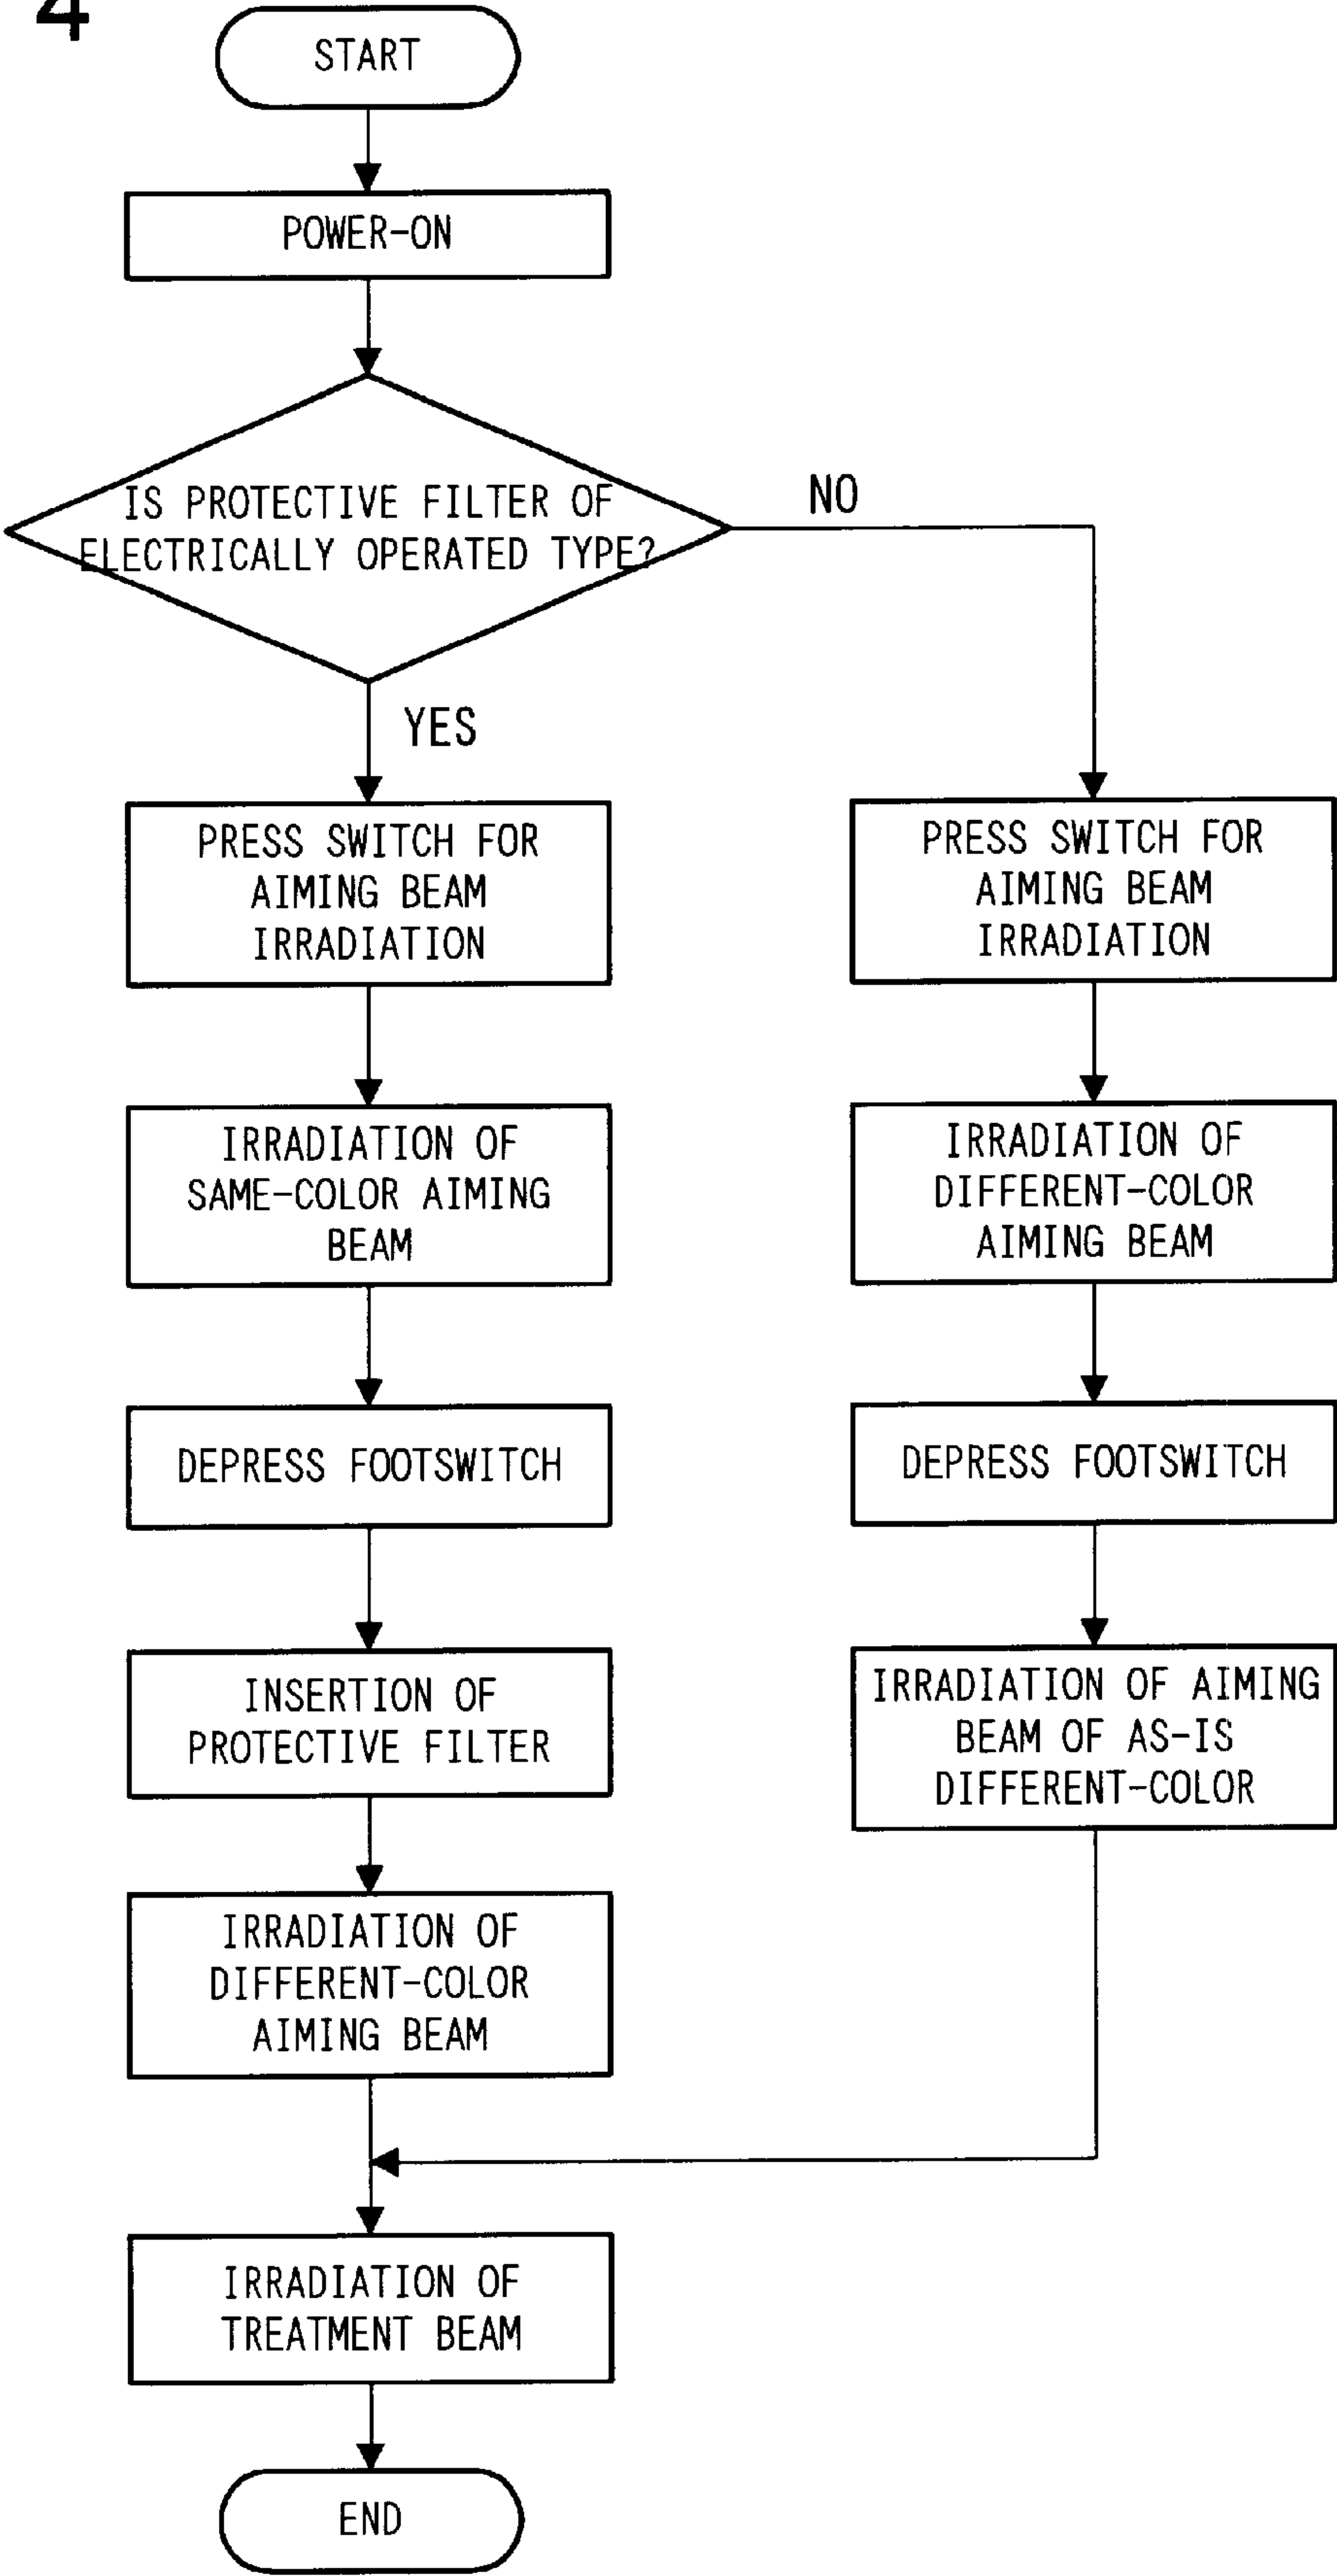 4
START
POWER-ON
IS PROTECTIVE FILTER OF
ELECTRICALLY OPERATED TYPE?
NO
YES
PRESS SWITCH FOR
AIMING BEAM
IRRADIATION
IRRADIATION OF
SAME-COLOR AIMING
BEAM
DEPRESS FOOTSWITCH
INSERTION OF
PROTECTIVE FILTER
IRRADIATION OF
DIFFERENT-COLOR
AIMING BEAM
PRESS SWITCH FOR
AIMING BEAM
IRRADIATION
IRRADIATION OF
DIFFERENT-COLOR
AIMING BEAM
DEPRESS FOOTSWITCH
IRRADIATION OF AIMING
BEAM OF AS-IS
DIFFERENT-COLOR
IRRADIATION OF
TREATMENT BEAM
END